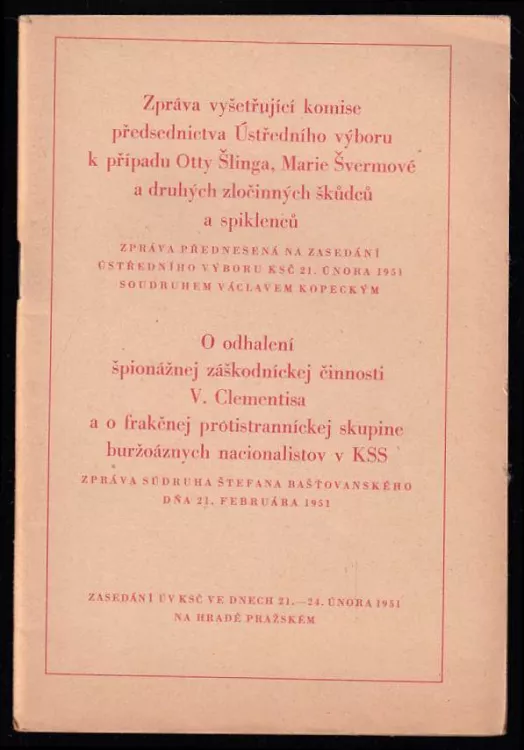 Zpráva vyšetřující komise
předsednictva Ústředního výboru
k případu Otty Šlinga, Marie Švermové
a druhých zločinných škůdců
a spiklenců
ZPRÁVA PŘEDNESENÁ NA ZASEDÁNÍ
ÚSTŘEDNÍHO VÝBORU KSČ 21. ÚNORA 1951
SOUDRUHEM VÁCLAVEM KOPECKÝM
O odhalení
špionážnej záškodníckej činnosti
V. Clementisa
a o frakčnej protistranníckej skupine
buržoáznych nacionalistov v KSS
ZPRÁVA SÚDRUHA ŠTEFANA BAŠŤOVANSKÉHO
DŇA 21. FEBRUÁRA 1951
ZASEDÁNÍ ÚV KSČ VE DNECH 21.—24. ÚNORA 1951
NA HRADĚ PRAŽSKÉM